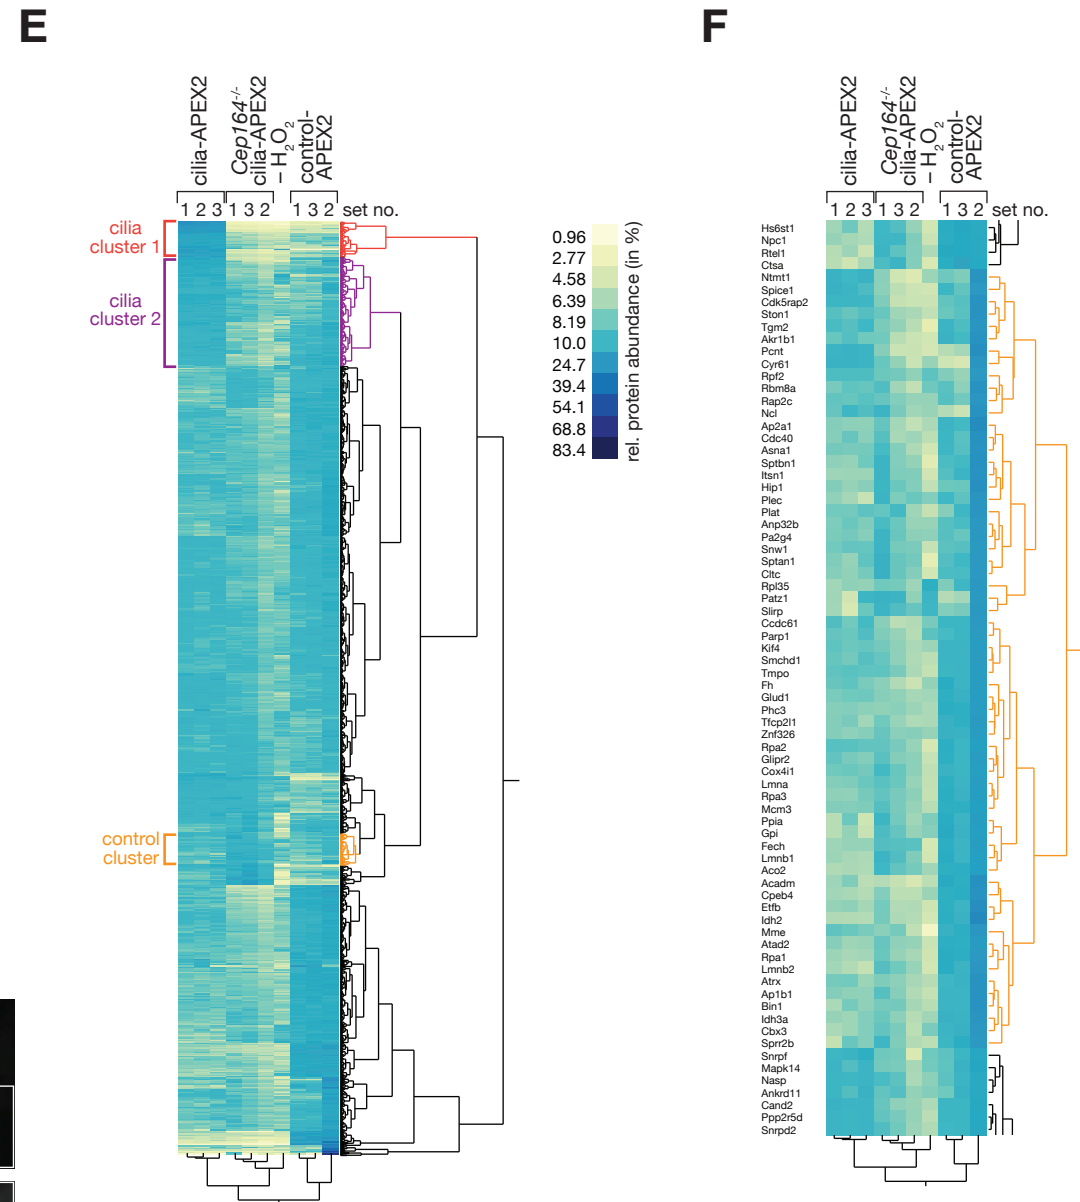 E
F
cilia-APEX2
Cep164-/-
cilia-APEX2
– H2O2
control-
APEX2
1 2 3 1 3 2 1 3 2 set no.
cilia
cluster 1
cilia
cluster 2
control
cluster
0.96
2.77
4.58
6.39
8.19
10.0
24.7
39.4
54.1
68.8
83.4
rel. protein abundance (in %)
cilia-APEX2
Cep164-/-
cilia-APEX2
– H2O2
control-
APEX2
1 2 3 1 3 2 1 3 2 set no.
Hs6st1
Npc1
Rtel1
Ctsa
Ntmt1
Spice1
Cdk5rap2
Ston1
Tgm2
Akr1b1
Pcnt
Cyr61
Rpf2
Rbm8a
Rap2c
Ncl
Ap2a1
Cdc40
Asna1
Sptbn1
Itsn1
Hip1
Plec
Plat
Anp32b
Pa2g4
Snw1
Sptan1
Cltc
Rpl35
Patz1
Slirp
Ccdc61
Parp1
Kif4
Smchd1
Tmpo
Fh
Glud1
Phc3
Tfcp2l1
Znf326
Rpa2
Glipr2
Cox4i1
Lmna
Rpa3
Mcm3
Ppia
Gpi
Fech
Lmnb1
Aco2
Acadm
Cpeb4
Etfb
Idh2
Mme
Atad2
Rpa1
Lmnb2
Atrx
Ap1b1
Bin1
Idh3a
Cbx3
Sprr2b
Snrpf
Mapk14
Nasp
Ankrd11
Cand2
Ppp2r5d
Snrpd2